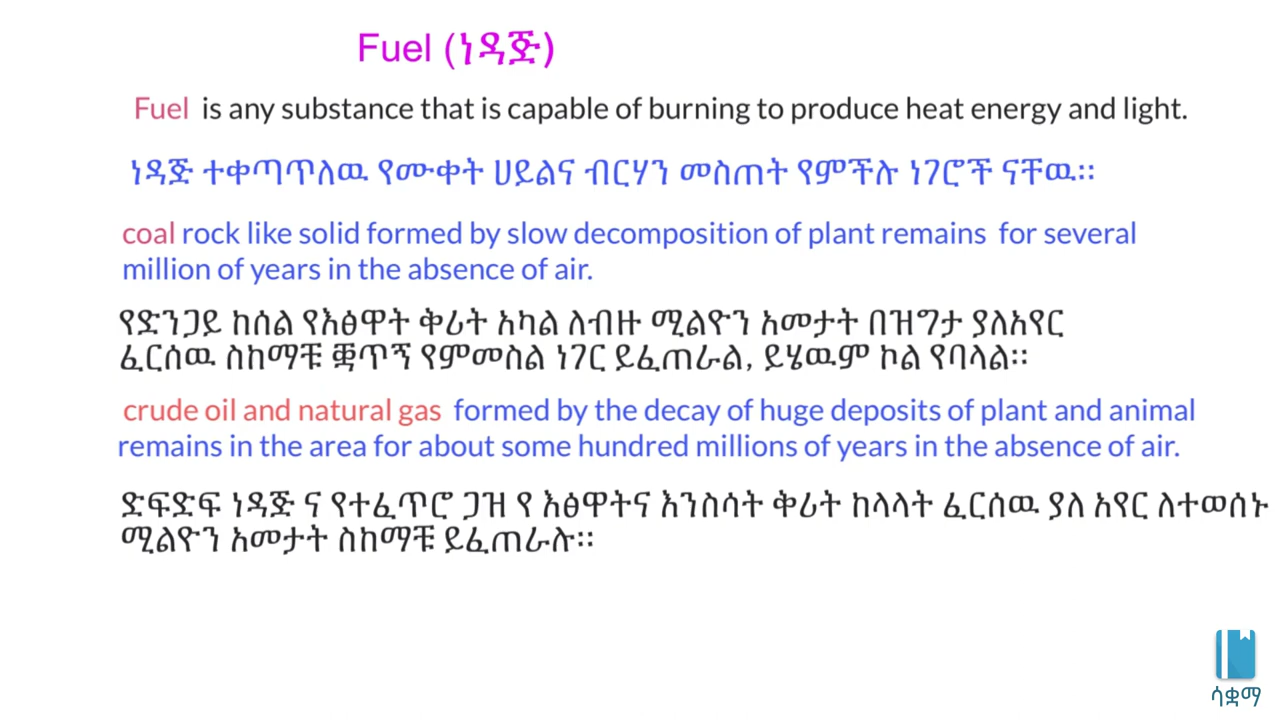 Fuel (ነዳጅ)
Fuel is any substance that is capable of burning to produce heat energy and light.
ነዳጅ ተቀጣጥለዉ የሙቀት ሀይልና ብርሃን መስጠት የምችሉ ነገሮች ናቸዉ፡፡
coal rock like solid formed by slow decomposition of plant remains for several
million of years in the absence of air.
የድንጋይ ከሰል የእፅዋት ቅሪት አካል ለብዙ ሚልዮን አመታት በዝግታ ያለአየር
ፈርሰዉ ስከማቹ ቋጥኝ የምመስል ነገር ይፈጠራል, ይሄዉም ኮል የባላል፡፡
crude oil and natural gas formed by the decay of huge deposits of plant and animal
remains in the area for about some hundred millions of years in the absence of air.
ድፍድፍ ነዳጅ ና የተፈጥሮ ጋዝ የ እፅዋትና እንስሳት ቅሪት ከላላት ፈርሰዉ ያለ አየር ለተወሰኑ
ሚልዮን አመታት ስከማቹ ይፈጠራሉ፡፡
ሳቋማ